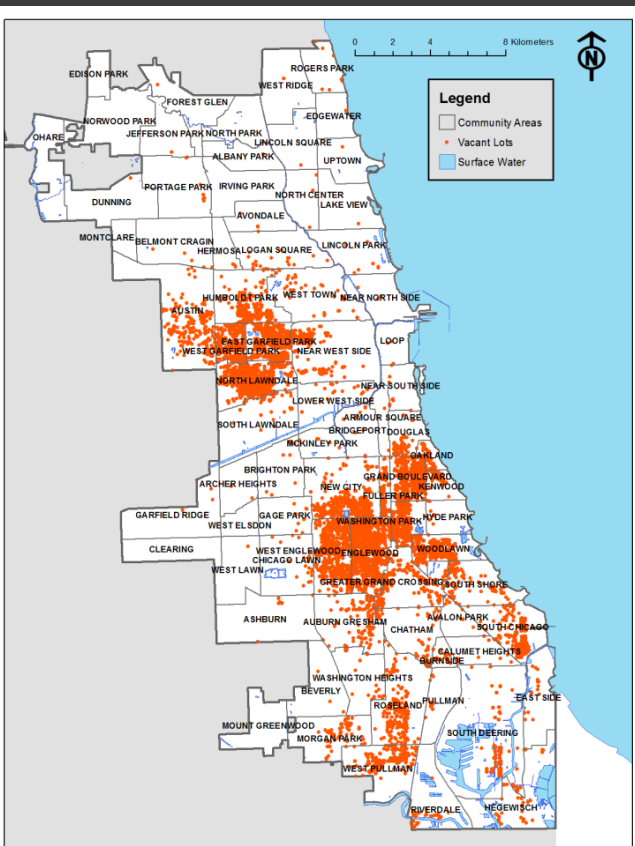 0 2 4 8 Kilometers
N
ROGERS PARK
EDISON PARK
WEST RIDGE
FOREST GLEN
EDGEWATER
NORWOOD PARK
JEFFERSON PARK NORTH PARK
OHARE
LINCOLN SQUARE
ALBANY PARK
UPTOWN
PORTAGE PARK IRVING PARK
NORTH CENTER
DUNNING
LAKE VIEW
AVONDALE
MONTCLARE BELMONT CRAGIN
HERMOSA LOGAN SQUARE LINCOLN PARK
HUMBOLDT PARK WEST TOWN NEAR NORTH SIDE
AUSTIN
EAST GARFIELD PARK LOOP
WEST GARFIELD PARK NEAR WEST SIDE
NORTH LAWNDALE NEAR SOUTH SIDE
LOWER WEST SIDE
SOUTH LAWNDALE ARMOUR SQUARE
BRIDGEPORT DOUGLAS
MCKINLEY PARK
OAKLAND
BRIGHTON PARK
GRAND BOULEVARD
ARCHER HEIGHTS NEW CITY KENWOOD
FULLER PARK
GARFIELD RIDGE GAGE PARK WASHINGTON PARK HYDE PARK
WEST ELSDON
CLEARING WEST ENGLEWOOD ENGLEWOOD WOODLAWN
CHICAGO LAWN
WEST LAWN
GREATER GRAND CROSSING SOUTH SHORE
ASHBURN AUBURN GRESHAM AVALON PARK
CHATHAM SOUTH CHICAGO
CALUMET HEIGHTS
BURNSIDE
WASHINGTON HEIGHTS
BEVERLY
ROSELAND PULLMAN EAST SIDE
MOUNT GREENWOOD
MORGAN PARK SOUTH DEERING
WEST PULLMAN
RIVERDALE HEGEWISCH
Legend
Community Areas
Vacant Lots
Surface Water